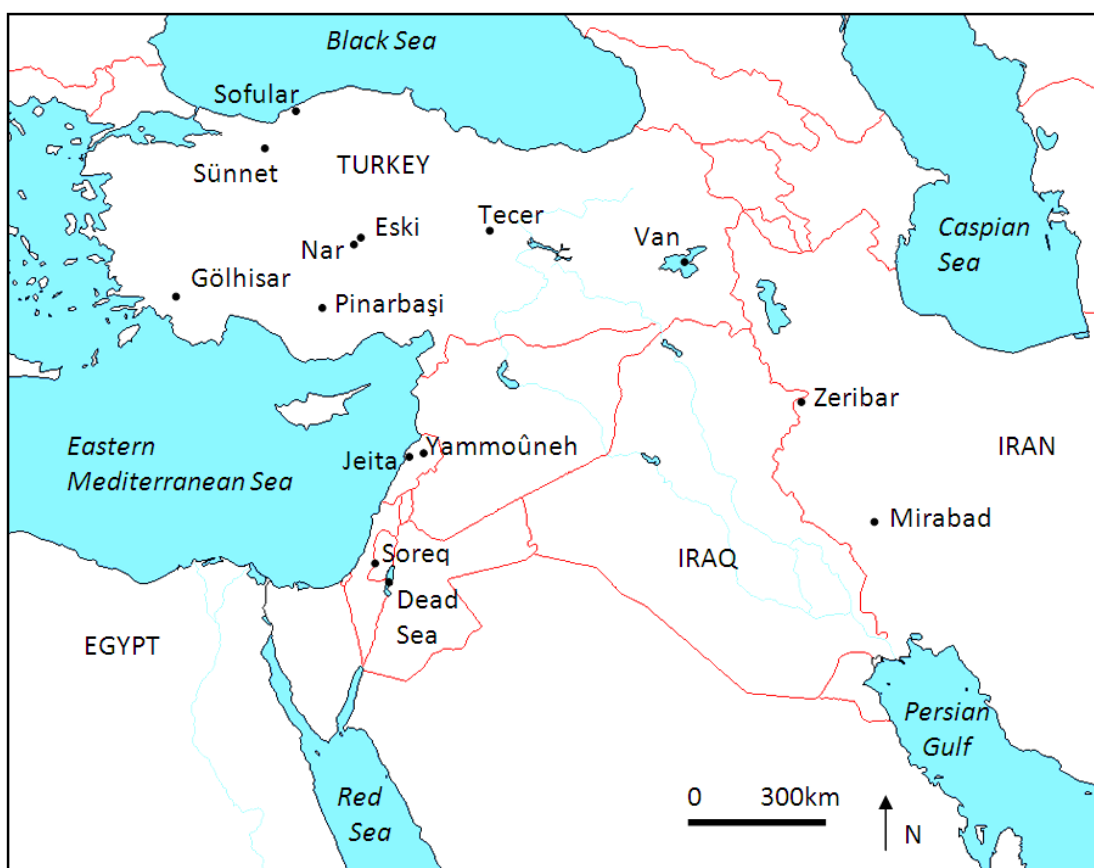 Black Sea
Sofular
Sünnet
TURKEY
Tecer
Eski
Nar
Van
Caspian
Sea
Gölhisar
Pinarbaşi
Zeribar
Eastern
Mediterranean Sea
Jeita
Yammoûneh
IRAN
Mirabad
Soreq
IRAQ
Dead
Sea
EGYPT
Persian
Gulf
Red
Sea
0 300km
N